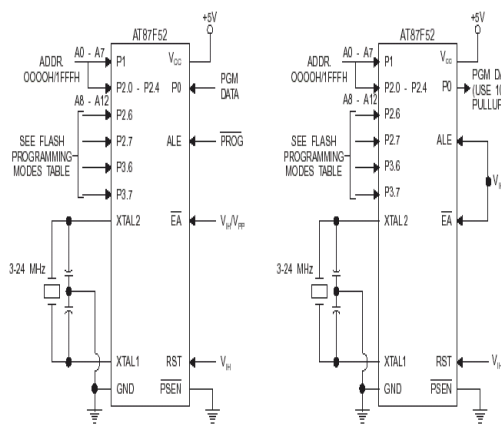 +5V
AT87F52
A0 - A7
ADDR.
OOOOH/1FFFH
P1
VCC
P2.0 - P2.4
P0
PGM
DATA
A8 - A12
P2.6
P2.7
ALE
PROG
SEE FLASH
PROGRAMMING
MODES TABLE
P3.6
P3.7
XTAL2
EA
VIH/VPP
3-24 MHz
XTAL1
RST
VIH
GND
PSEN
+5V
AT87F52
A0 - A7
ADDR.
OOOOH/1FFFH
P1
VCC
P2.0 - P2.4
P0
PGM DA
(USE 10
PULLUP
A8 - A12
P2.6
P2.7
ALE
SEE FLASH
PROGRAMMING
MODES TABLE
P3.6
P3.7
XTAL2
EA
3-24 MHz
XTAL1
RST
GND
PSEN